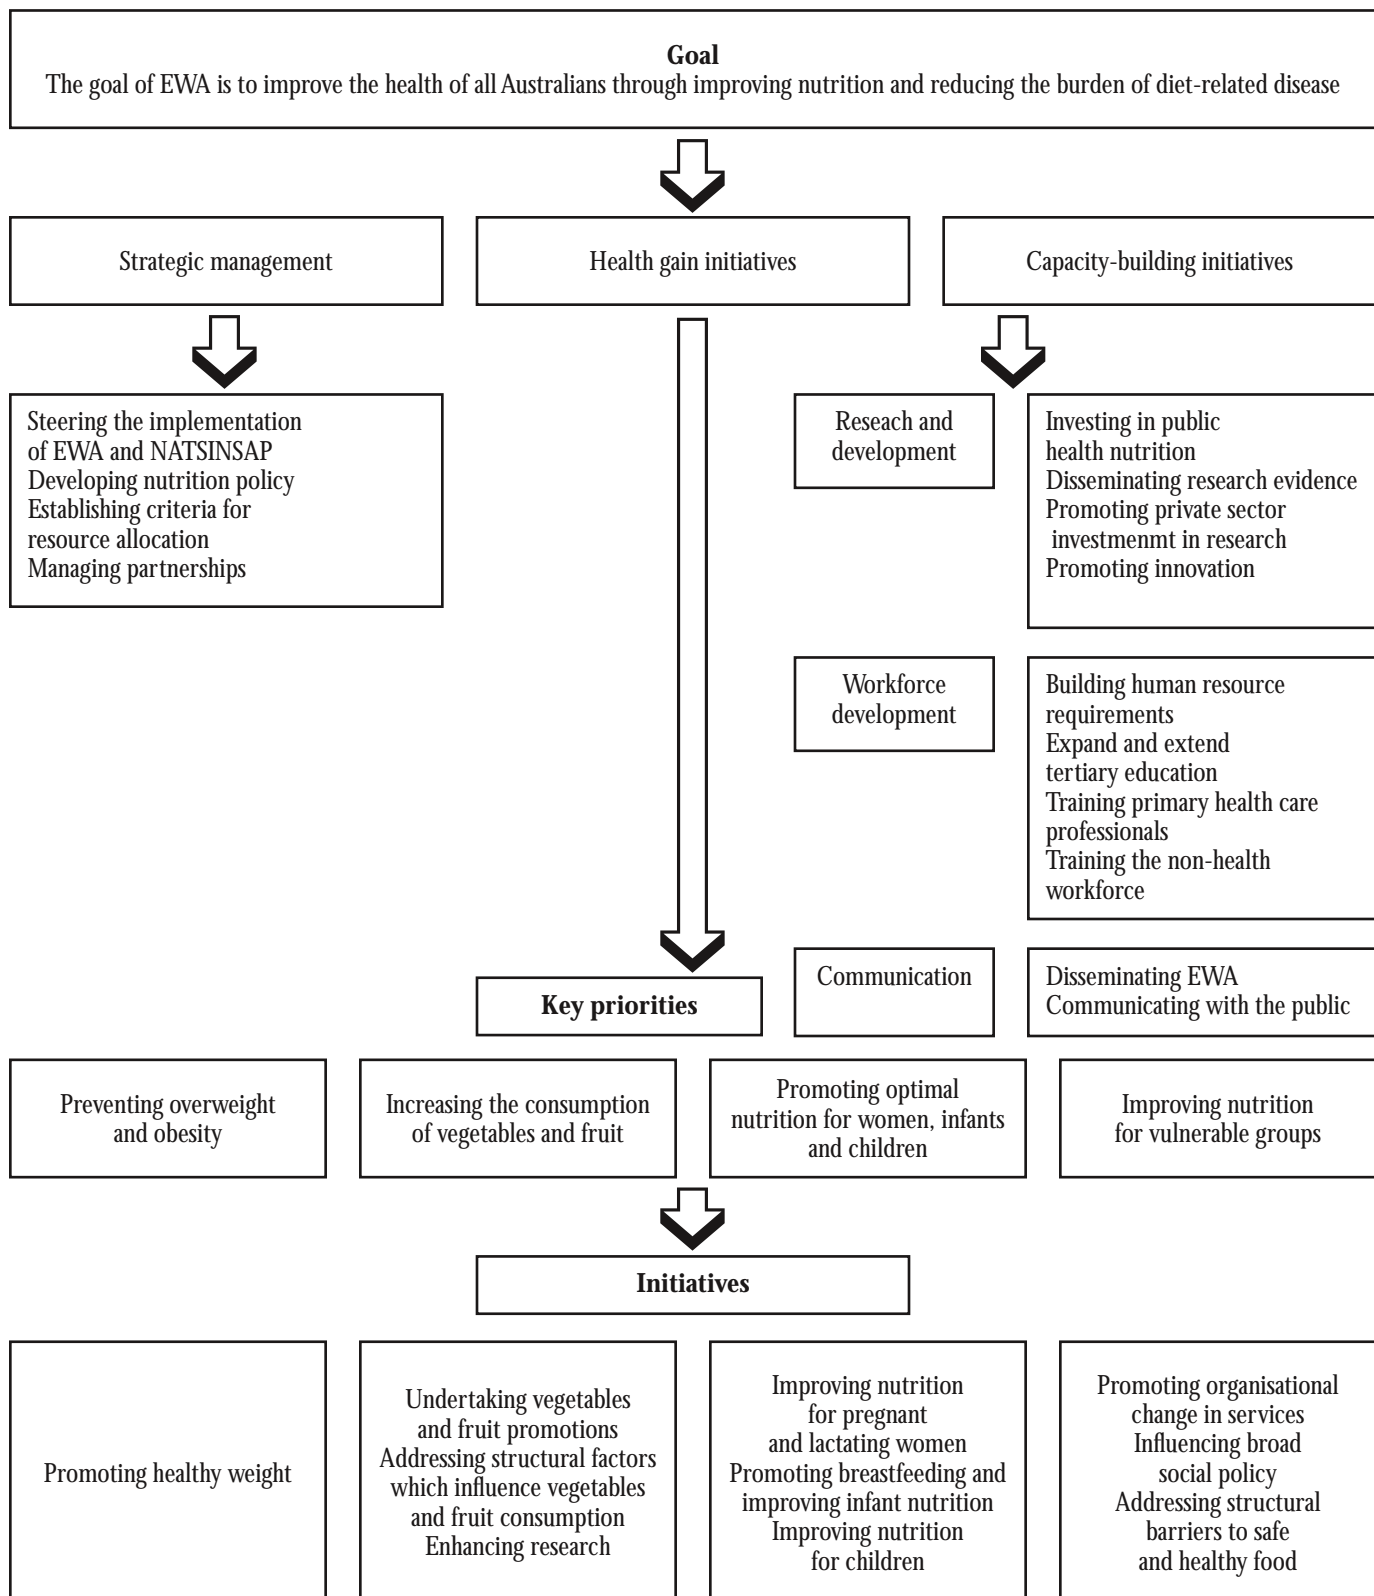 Goal
The goal of EWA is to improve the health of all Australians through improving nutrition and reducing the burden of diet-related disease
Strategic management
Health gain initiatives
Capacity-building initiatives
Steering the implementation
of EWA and NATSINSAP
Developing nutrition policy
Establishing criteria for
resource allocation
Managing partnerships
Reseach and
development
Investing in public
health nutrition
Disseminating research evidence
Promoting private sector
investmenmt in research
Promoting innovation
Workforce
development
Building human resource
requirements
Expand and extend
tertiary education
Training primary health care
professionals
Training the non-health
workforce
Communication
Disseminating EWA
Communicating with the public
Key priorities
Preventing overweight
and obesity
Increasing the consumption
of vegetables and fruit
Promoting optimal
nutrition for women, infants
and children
Improving nutrition
for vulnerable groups
Initiatives
Promoting healthy weight
Undertaking vegetables
and fruit promotions
Addressing structural factors
which influence vegetables
and fruit consumption
Enhancing research
Improving nutrition
for pregnant
and lactating women
Promoting breastfeeding and
improving infant nutrition
Improving nutrition
for children
Promoting organisational
change in services
Influencing broad
social policy
Addressing structural
barriers to safe
and healthy food